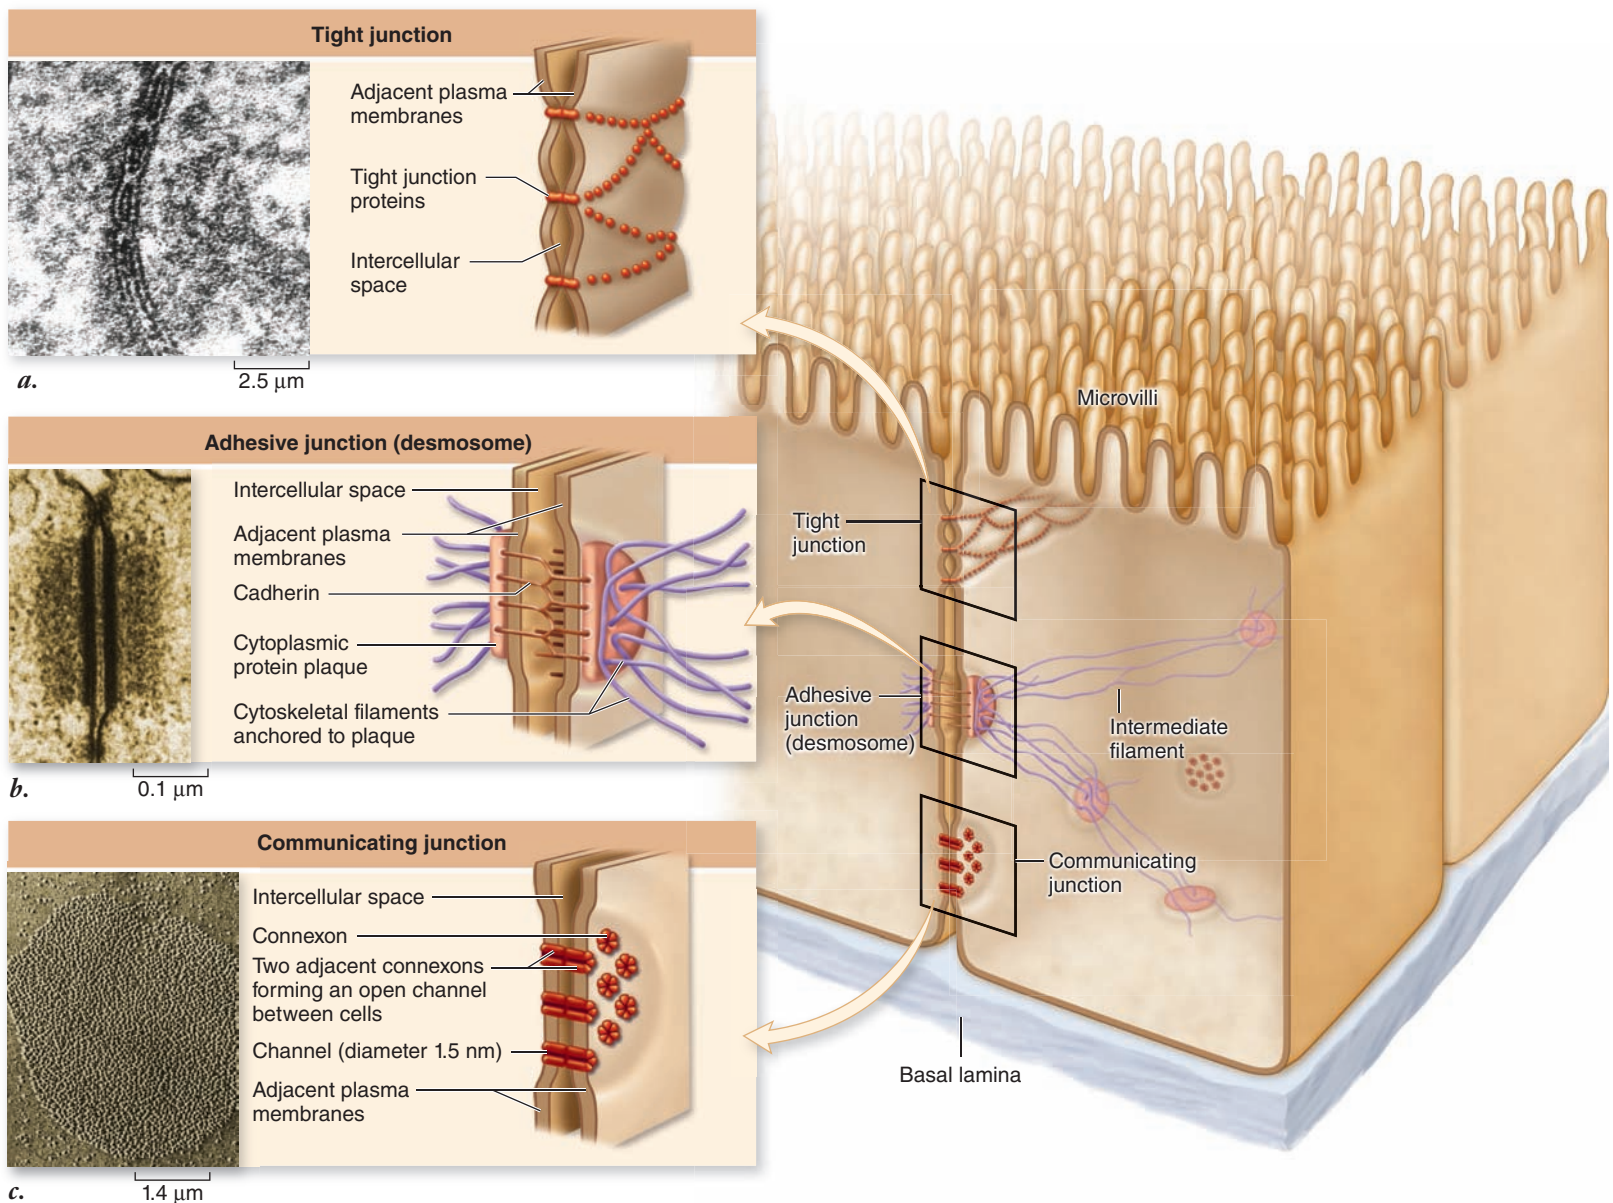 Tight junction
Adjacent plasma
membranes
Tight junction
proteins
Intercellular
space
a.
2.5 µm
Adhesive junction (desmosome)
Intercellular space
Adjacent plasma
membranes
Cadherin
Cytoplasmic
protein plaque
Cytoskeletal filaments
anchored to plaque
b.
0.1 µm
Communicating junction
Intercellular space
Connexon
Two adjacent connexons
forming an open channel
between cells
Channel (diameter 1.5 nm)
Adjacent plasma
membranes
c.
1.4 µm
Microvilli
Tight
junction
Adhesive
junction
(desmosome)
Intermediate
filament
Communicating
junction
Basal lamina